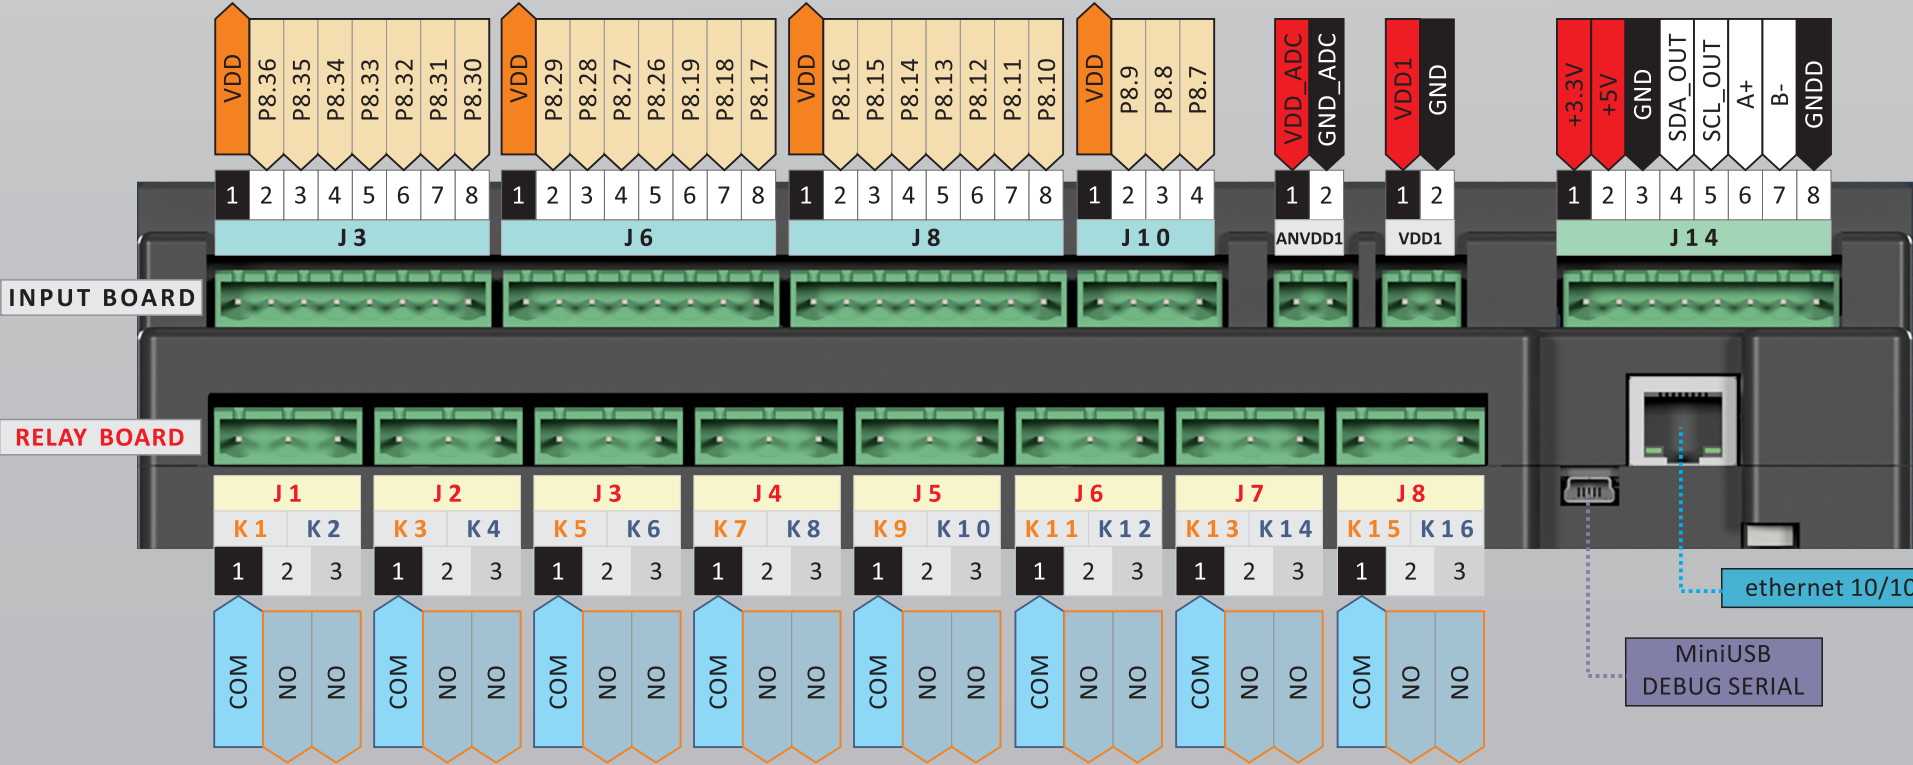 VDD P8.36 P8.35 P8.34 P8.33 P8.32 P8.31 P8.30 VDD P8.29 P8.28 P8.27 P8.26 P8.19 P8.18 P8.17 VDD P8.16 P8.15 P8.14 P8.13 P8.12 P8.11 P8.10 VDD P8.9 P8.8 P8.7 VDD_ADC GND_ADC VDD1 GND +3.3V +5V GND SDA_OUT SCL_OUT A+ B- GNDD
1 2 3 4 5 6 7 8 1 2 3 4 5 6 7 8 1 2 3 4 5 6 7 8 1 2 3 4 1 2 1 2 1 2 3 4 5 6 7 8
J3 J6 J8 J10 ANVDD1 VDD1 J14
INPUT BOARD
RELAY BOARD
J1 J2 J3 J4 J5 J6 J7 J8
K1 K2 K3 K4 K5 K6 K7 K8 K9 K10 K11 K12 K13 K14 K15 K16
1 2 3 1 2 3 1 2 3 1 2 3 1 2 3 1 2 3 1 2 3 1 2 3
ethernet 10/10
COM NO NO COM NO NO COM NO NO COM NO NO COM NO NO COM NO NO COM NO NO COM NO NO
MiniUSB
DEBUG SERIAL